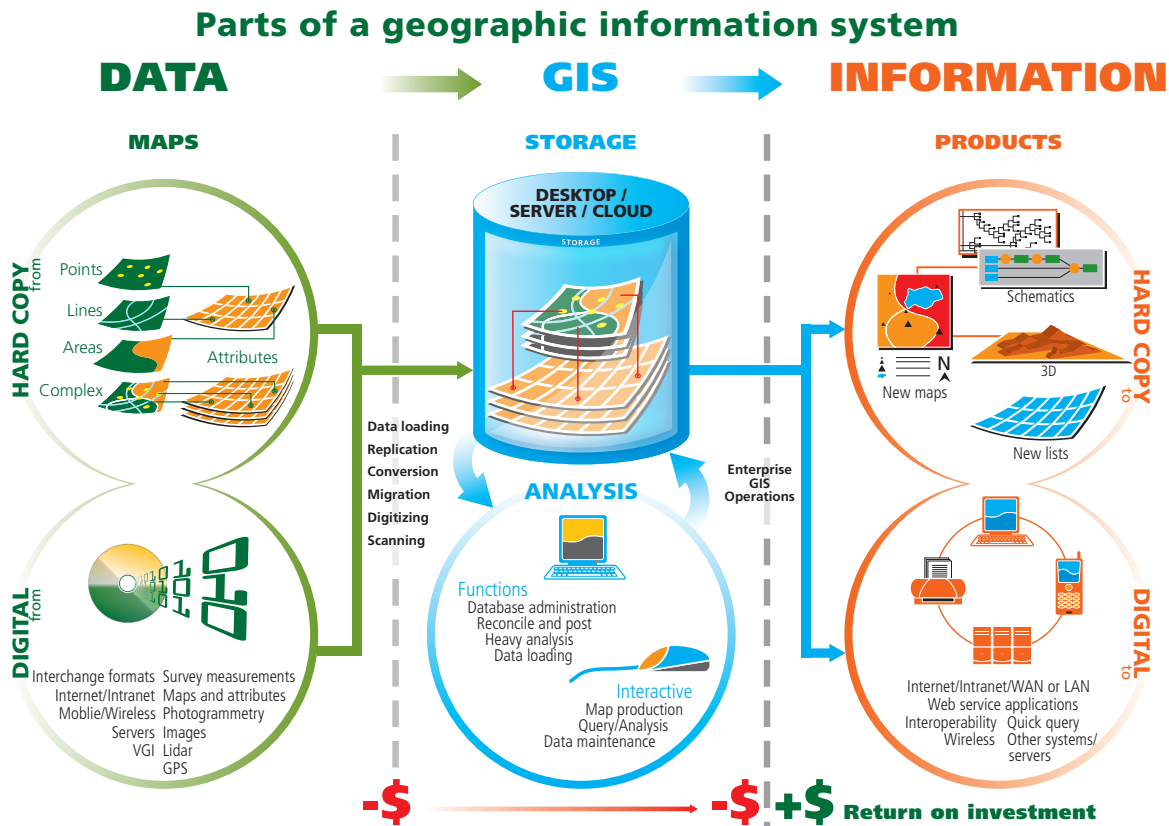 Parts of a geographic information system
DATA
GIS
INFORMATION
MAPS
HARD COPY
from
Points
Lines
Areas
Complex
Attributes
DIGITAL
from
Interchange formats
Internet/Intranet
Moblie/Wireless
Servers
VGI
Survey measurements
Maps and attributes
Photogrammetry
Images
Lidar
GPS
Data loading
Replication
Conversion
Migration
Digitizing
Scanning
STORAGE
DESKTOP /
SERVER / CLOUD
STORAGE
ANALYSIS
Functions
Database administration
Reconcile and post
Heavy analysis
Data loading
Interactive
Map production
Query/Analysis
Data maintenance
Enterprise
GIS
Operations
PRODUCTS
HARD COPY
to
Schematics
N
New maps
3D
New lists
DIGITAL
to
Internet/Intranet/WAN or LAN
Web service applications
Interoperability
Wireless
Quick query
Other systems/
servers
-$
-$
+$ Return on investment